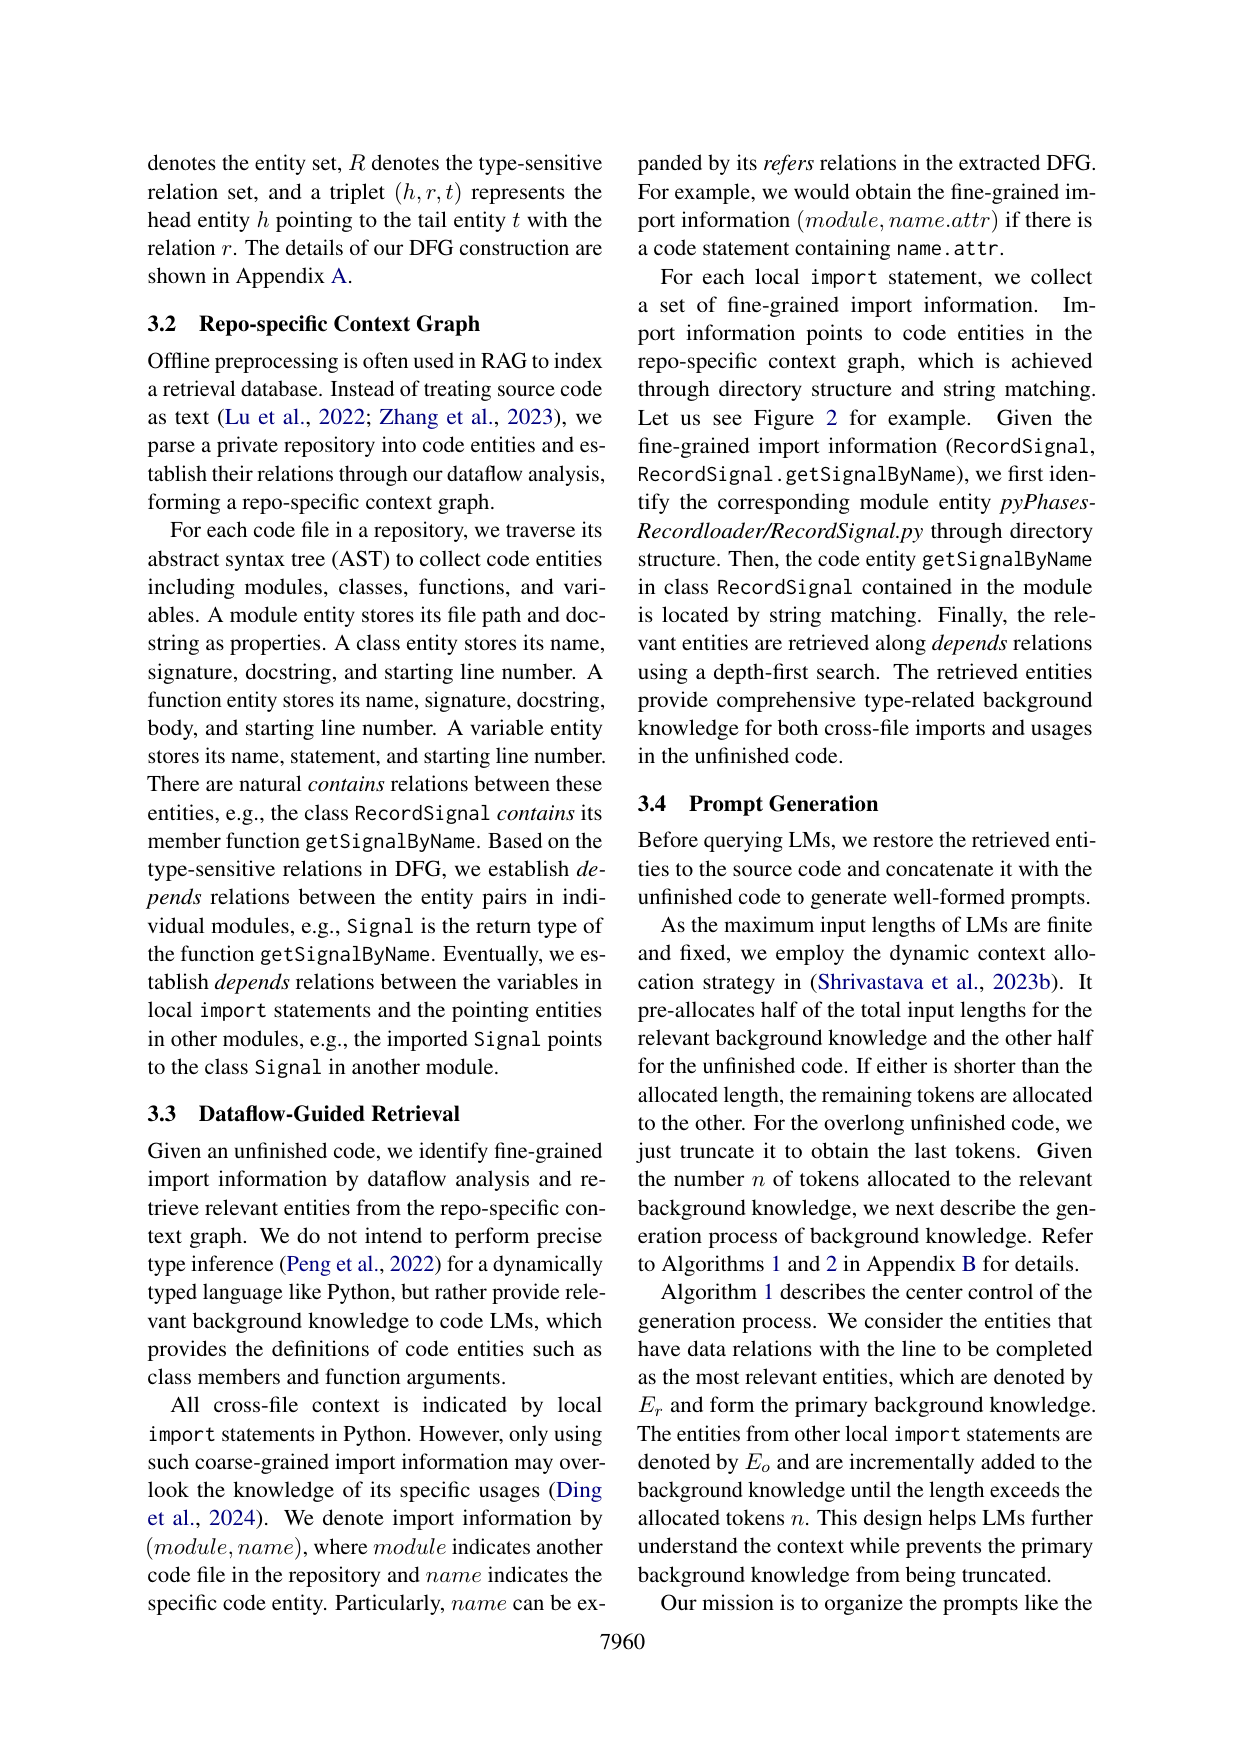 denotes the entity set, R denotes the type-sensitive
relation set, and a triplet (h, r, t) represents the
head entity h pointing to the tail entity t with the
relation r. The details of our DFG construction are
shown in Appendix A.
3.2 Repo-specific Context Graph
Offline preprocessing is often used in RAG to index
a retrieval database. Instead of treating source code
as text (Lu et al., 2022; Zhang et al., 2023), we
parse a private repository into code entities and es-
tablish their relations through our dataflow analysis,
forming a repo-specific context graph.
For each code file in a repository, we traverse its
abstract syntax tree (AST) to collect code entities
including modules, classes, functions, and vari-
ables. A module entity stores its file path and doc-
string as properties. A class entity stores its name,
signature, docstring, and starting line number. A
function entity stores its name, signature, docstring,
body, and starting line number. A variable entity
stores its name, statement, and starting line number.
There are natural contains relations between these
entities, e.g., the class RecordSignal contains its
member function getSignalByName. Based on the
type-sensitive relations in DFG, we establish de-
pends relations between the entity pairs in indi-
vidual modules, e.g., Signal is the return type of
the function getSignalByName. Eventually, we es-
tablish depends relations between the variables in
local import statements and the pointing entities
in other modules, e.g., the imported Signal points
to the class Signal in another module.
3.3 Dataflow-Guided Retrieval
Given an unfinished code, we identify fine-grained
import information by dataflow analysis and re-
trieve relevant entities from the repo-specific con-
text graph. We do not intend to perform precise
type inference (Peng et al., 2022) for a dynamically
typed language like Python, but rather provide rele-
vant background knowledge to code LMs, which
provides the definitions of code entities such as
class members and function arguments.
All cross-file context is indicated by local
import statements in Python. However, only using
such coarse-grained import information may over-
look the knowledge of its specific usages (Ding
et al., 2024). We denote import information by
(module, name), where module indicates another
code file in the repository and name indicates the
specific code entity. Particularly, name can be ex-
panded by its refers relations in the extracted DFG.
For example, we would obtain the fine-grained im-
port information (module, name.attr) if there is
a code statement containing name.attr.
For each local import statement, we collect
a set of fine-grained import information. Im-
port information points to code entities in the
repo-specific context graph, which is achieved
through directory structure and string matching.
Let us see Figure 2 for example. Given the
fine-grained import information (RecordSignal,
RecordSignal.getSignalByName), we first iden-
tify the corresponding module entity pyPhases-
Recordloader/RecordSignal.py through directory
structure. Then, the code entity getSignalByName
in class RecordSignal contained in the module
is located by string matching. Finally, the rele-
vant entities are retrieved along depends relations
using a depth-first search. The retrieved entities
provide comprehensive type-related background
knowledge for both cross-file imports and usages
in the unfinished code.
3.4 Prompt Generation
Before querying LMs, we restore the retrieved enti-
ties to the source code and concatenate it with the
unfinished code to generate well-formed prompts.
As the maximum input lengths of LMs are finite
and fixed, we employ the dynamic context allo-
cation strategy in (Shrivastava et al., 2023b). It
pre-allocates half of the total input lengths for the
relevant background knowledge and the other half
for the unfinished code. If either is shorter than the
allocated length, the remaining tokens are allocated
to the other. For the overlong unfinished code, we
just truncate it to obtain the last tokens. Given
the number n of tokens allocated to the relevant
background knowledge, we next describe the gen-
eration process of background knowledge. Refer
to Algorithms 1 and 2 in Appendix B for details.
Algorithm 1 describes the center control of the
generation process. We consider the entities that
have data relations with the line to be completed
as the most relevant entities, which are denoted by
E_r and form the primary background knowledge.
The entities from other local import statements are
denoted by E_o and are incrementally added to the
background knowledge until the length exceeds the
allocated tokens n. This design helps LMs further
understand the context while prevents the primary
background knowledge from being truncated.
Our mission is to organize the prompts like the
7960